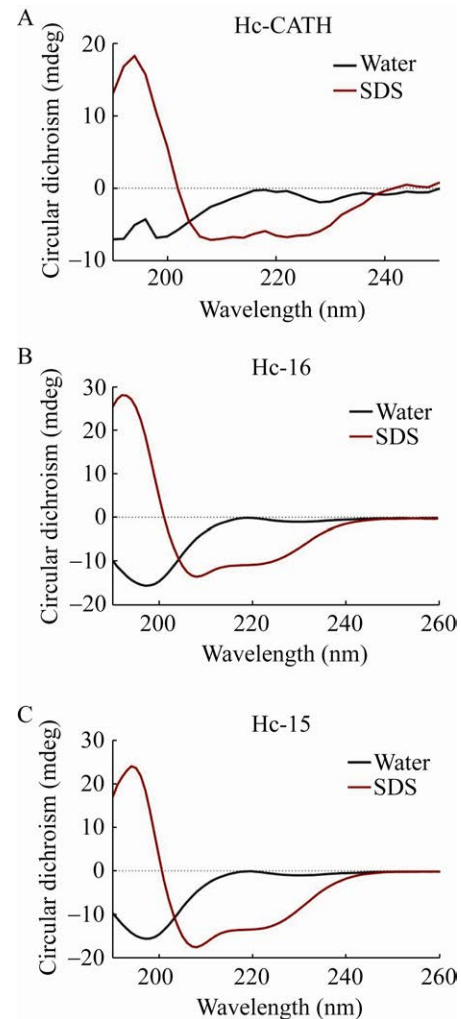 A
Hc-CATH
Circular dichroism (mdeg)
20
10
0
–10
Water
SDS
200
220
240
Wavelength (nm)
B
Hc-16
Circular dichroism (mdeg)
30
20
10
0
–10
–20
Water
SDS
200
220
240
260
Wavelength (nm)
C
Hc-15
Circular dichroism (mdeg)
30
20
10
0
–10
–20
Water
SDS
200
220
240
260
Wavelength (nm)